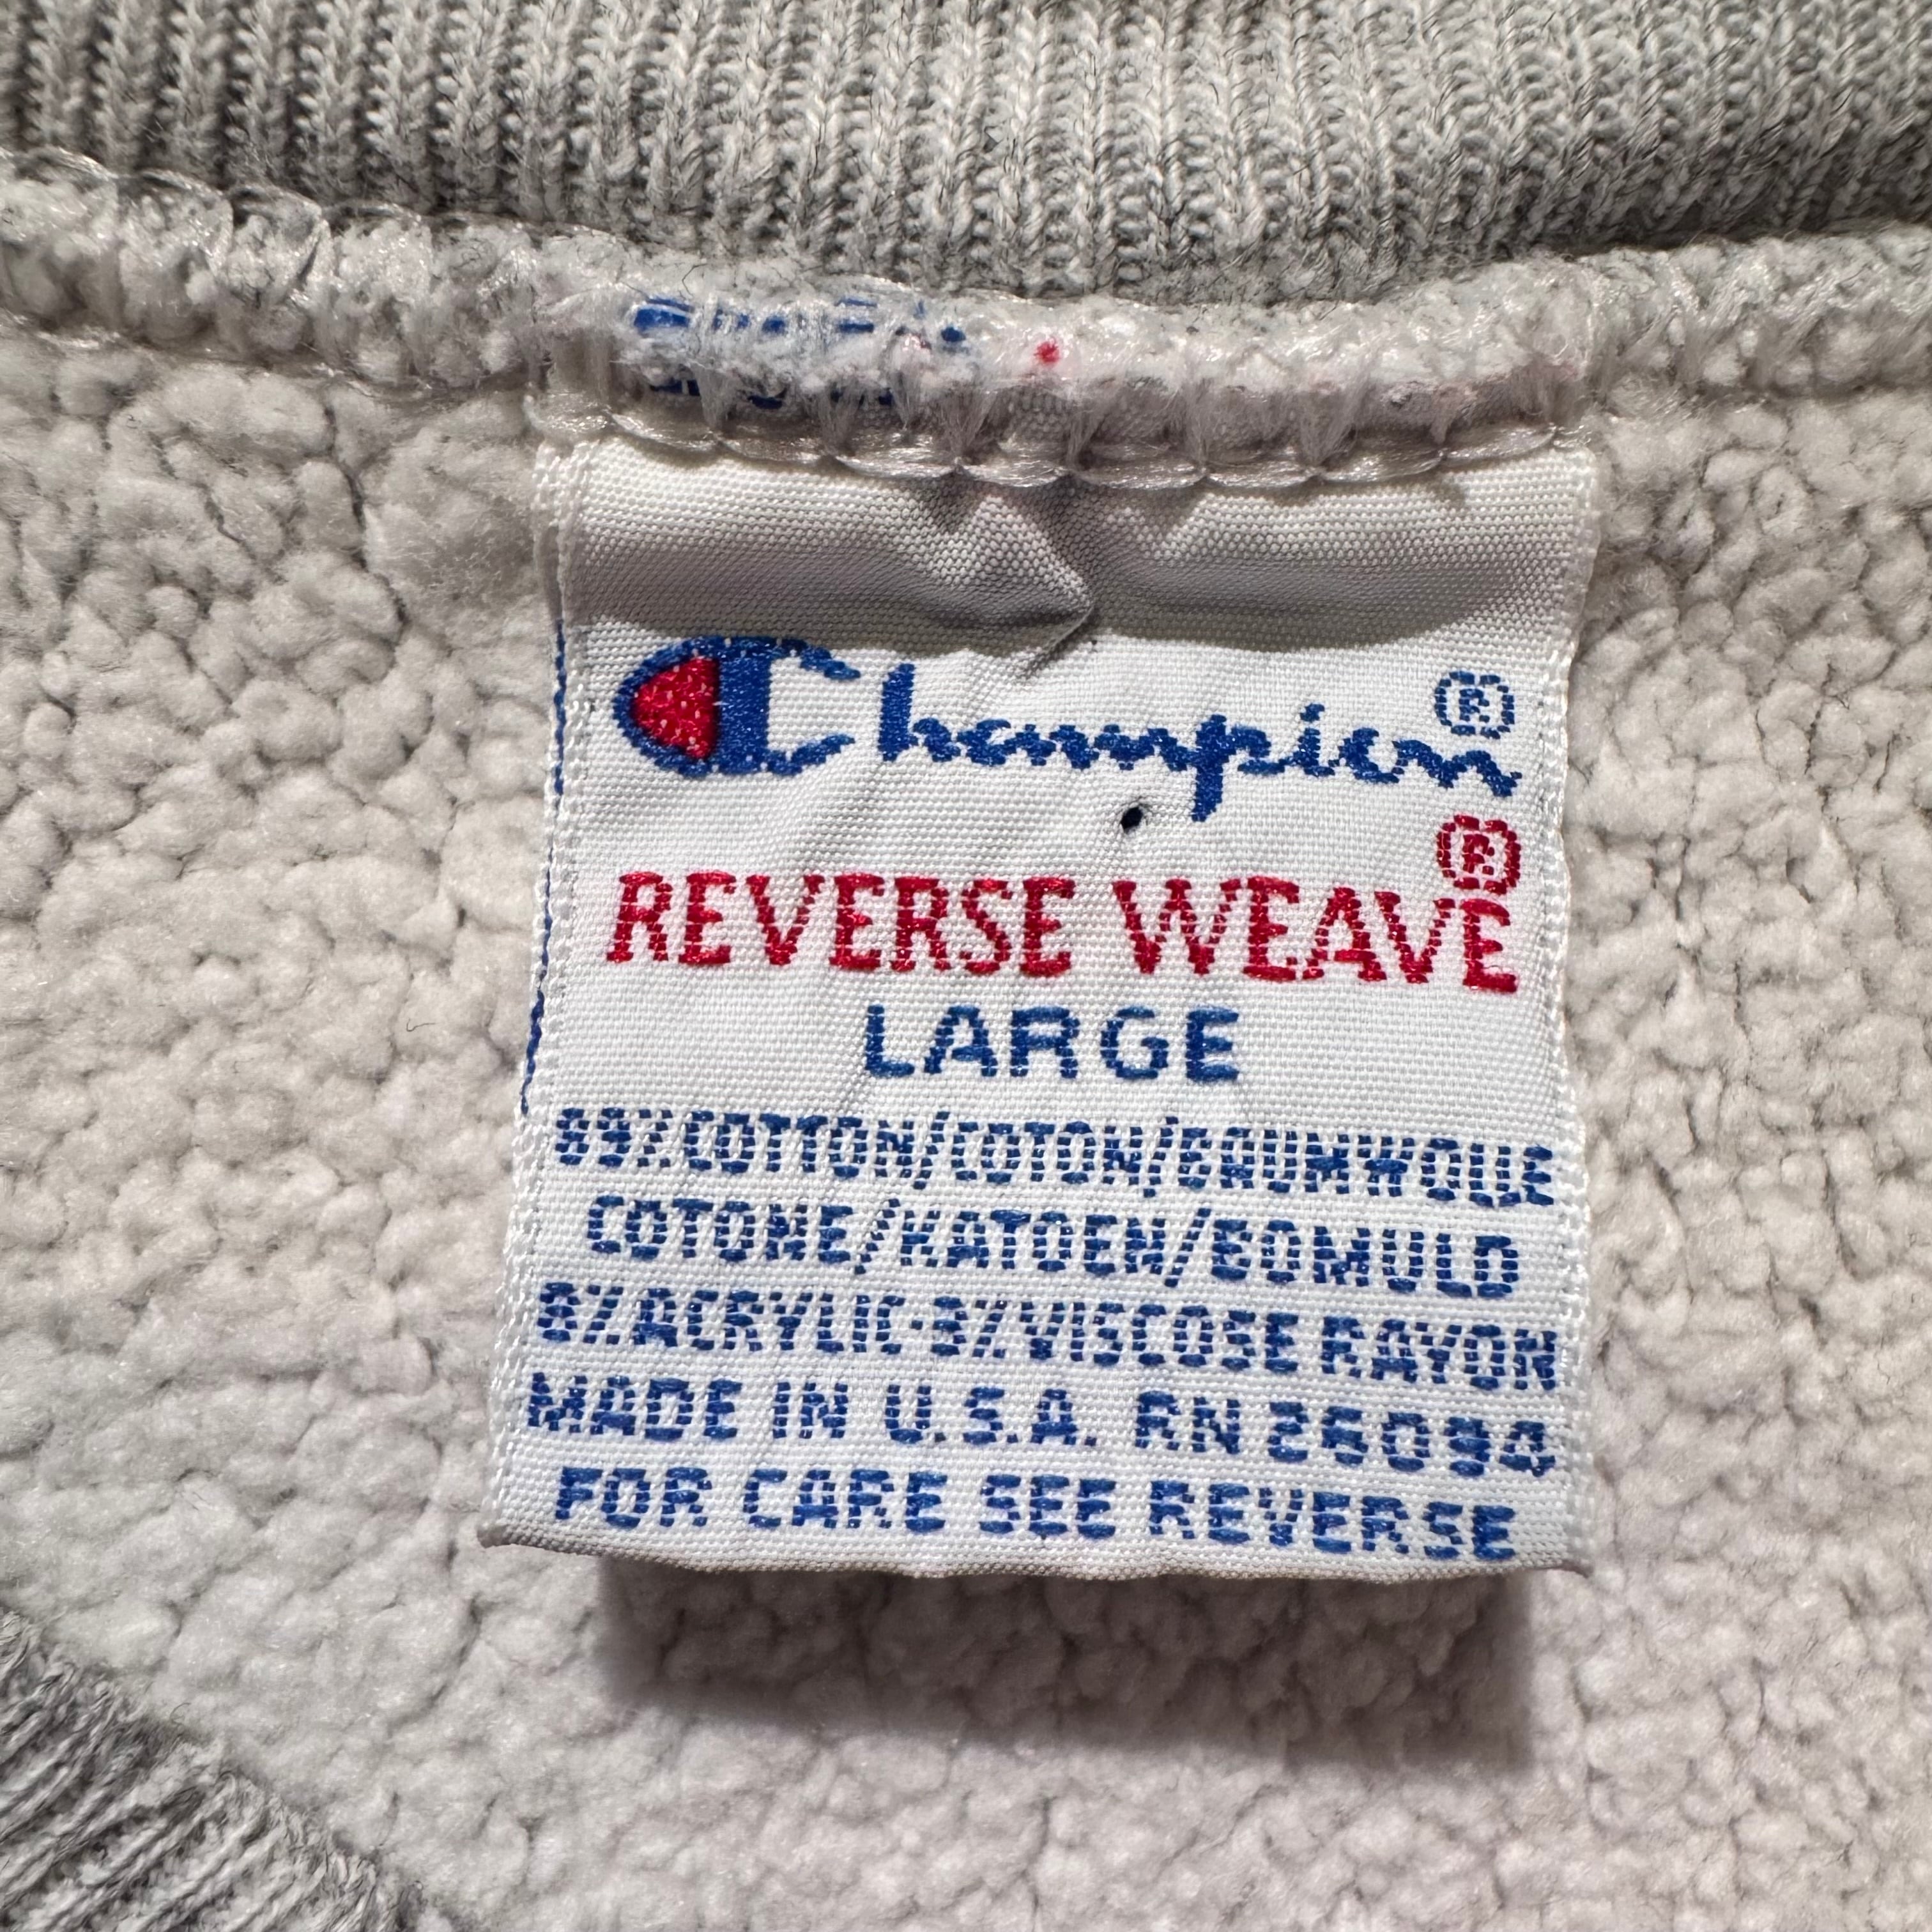 Champion®
REVERSE WEAVE®
LARGE
89% COTTON/COTON/BAUMWOLLE
COTONE/KATOEN/BOMULD
8% ACRYLIC-3% VISCOSE RAYON
MADE IN U.S.A. RN 26094
FOR CARE SEE REVERSE